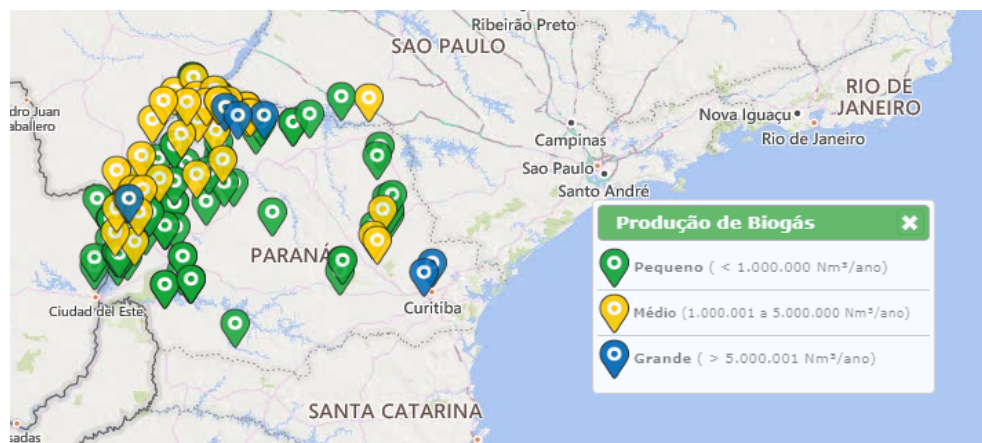 Ribeirão Preto
SAO PAULO
RIO DE
JANEIRO
dro Juan
aballero
Nova Iguaçu
Rio de Janeiro
Campinas
Sao Paulo
Santo André
Produção de Biogás
PARANÁ
Pequeno ( < 1.000.000 Nm³/ano)
Médio (1.000.001 a 5.000.000 Nm³/ano)
Grande ( > 5.000.001 Nm³/ano)
Ciudad del Este
Curitiba
SANTA CATARINA
sadas